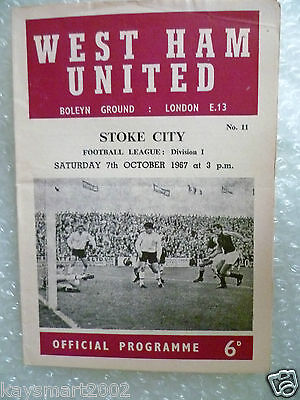 WEST HAM
UNITED
BOLEYN GROUND : LONDON E.13
No. 11
STOKE CITY
FOOTBALL LEAGUE: Division I
SATURDAY 7th OCTOBER 1967 at 3 p.m.
OFFICIAL PROGRAMME 6D
kaysmart2002